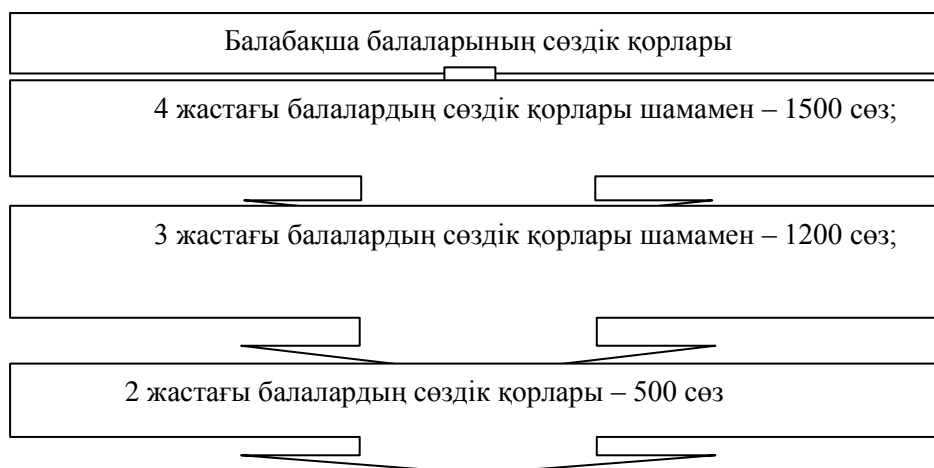 Балабақша балаларының сөздік қорлары
4 жастағы балалардың сөздік қорлары шамамен – 1500 сөз;
3 жастағы балалардың сөздік қорлары шамамен – 1200 сөз;
2 жастағы балалардың сөздік қорлары – 500 сөз